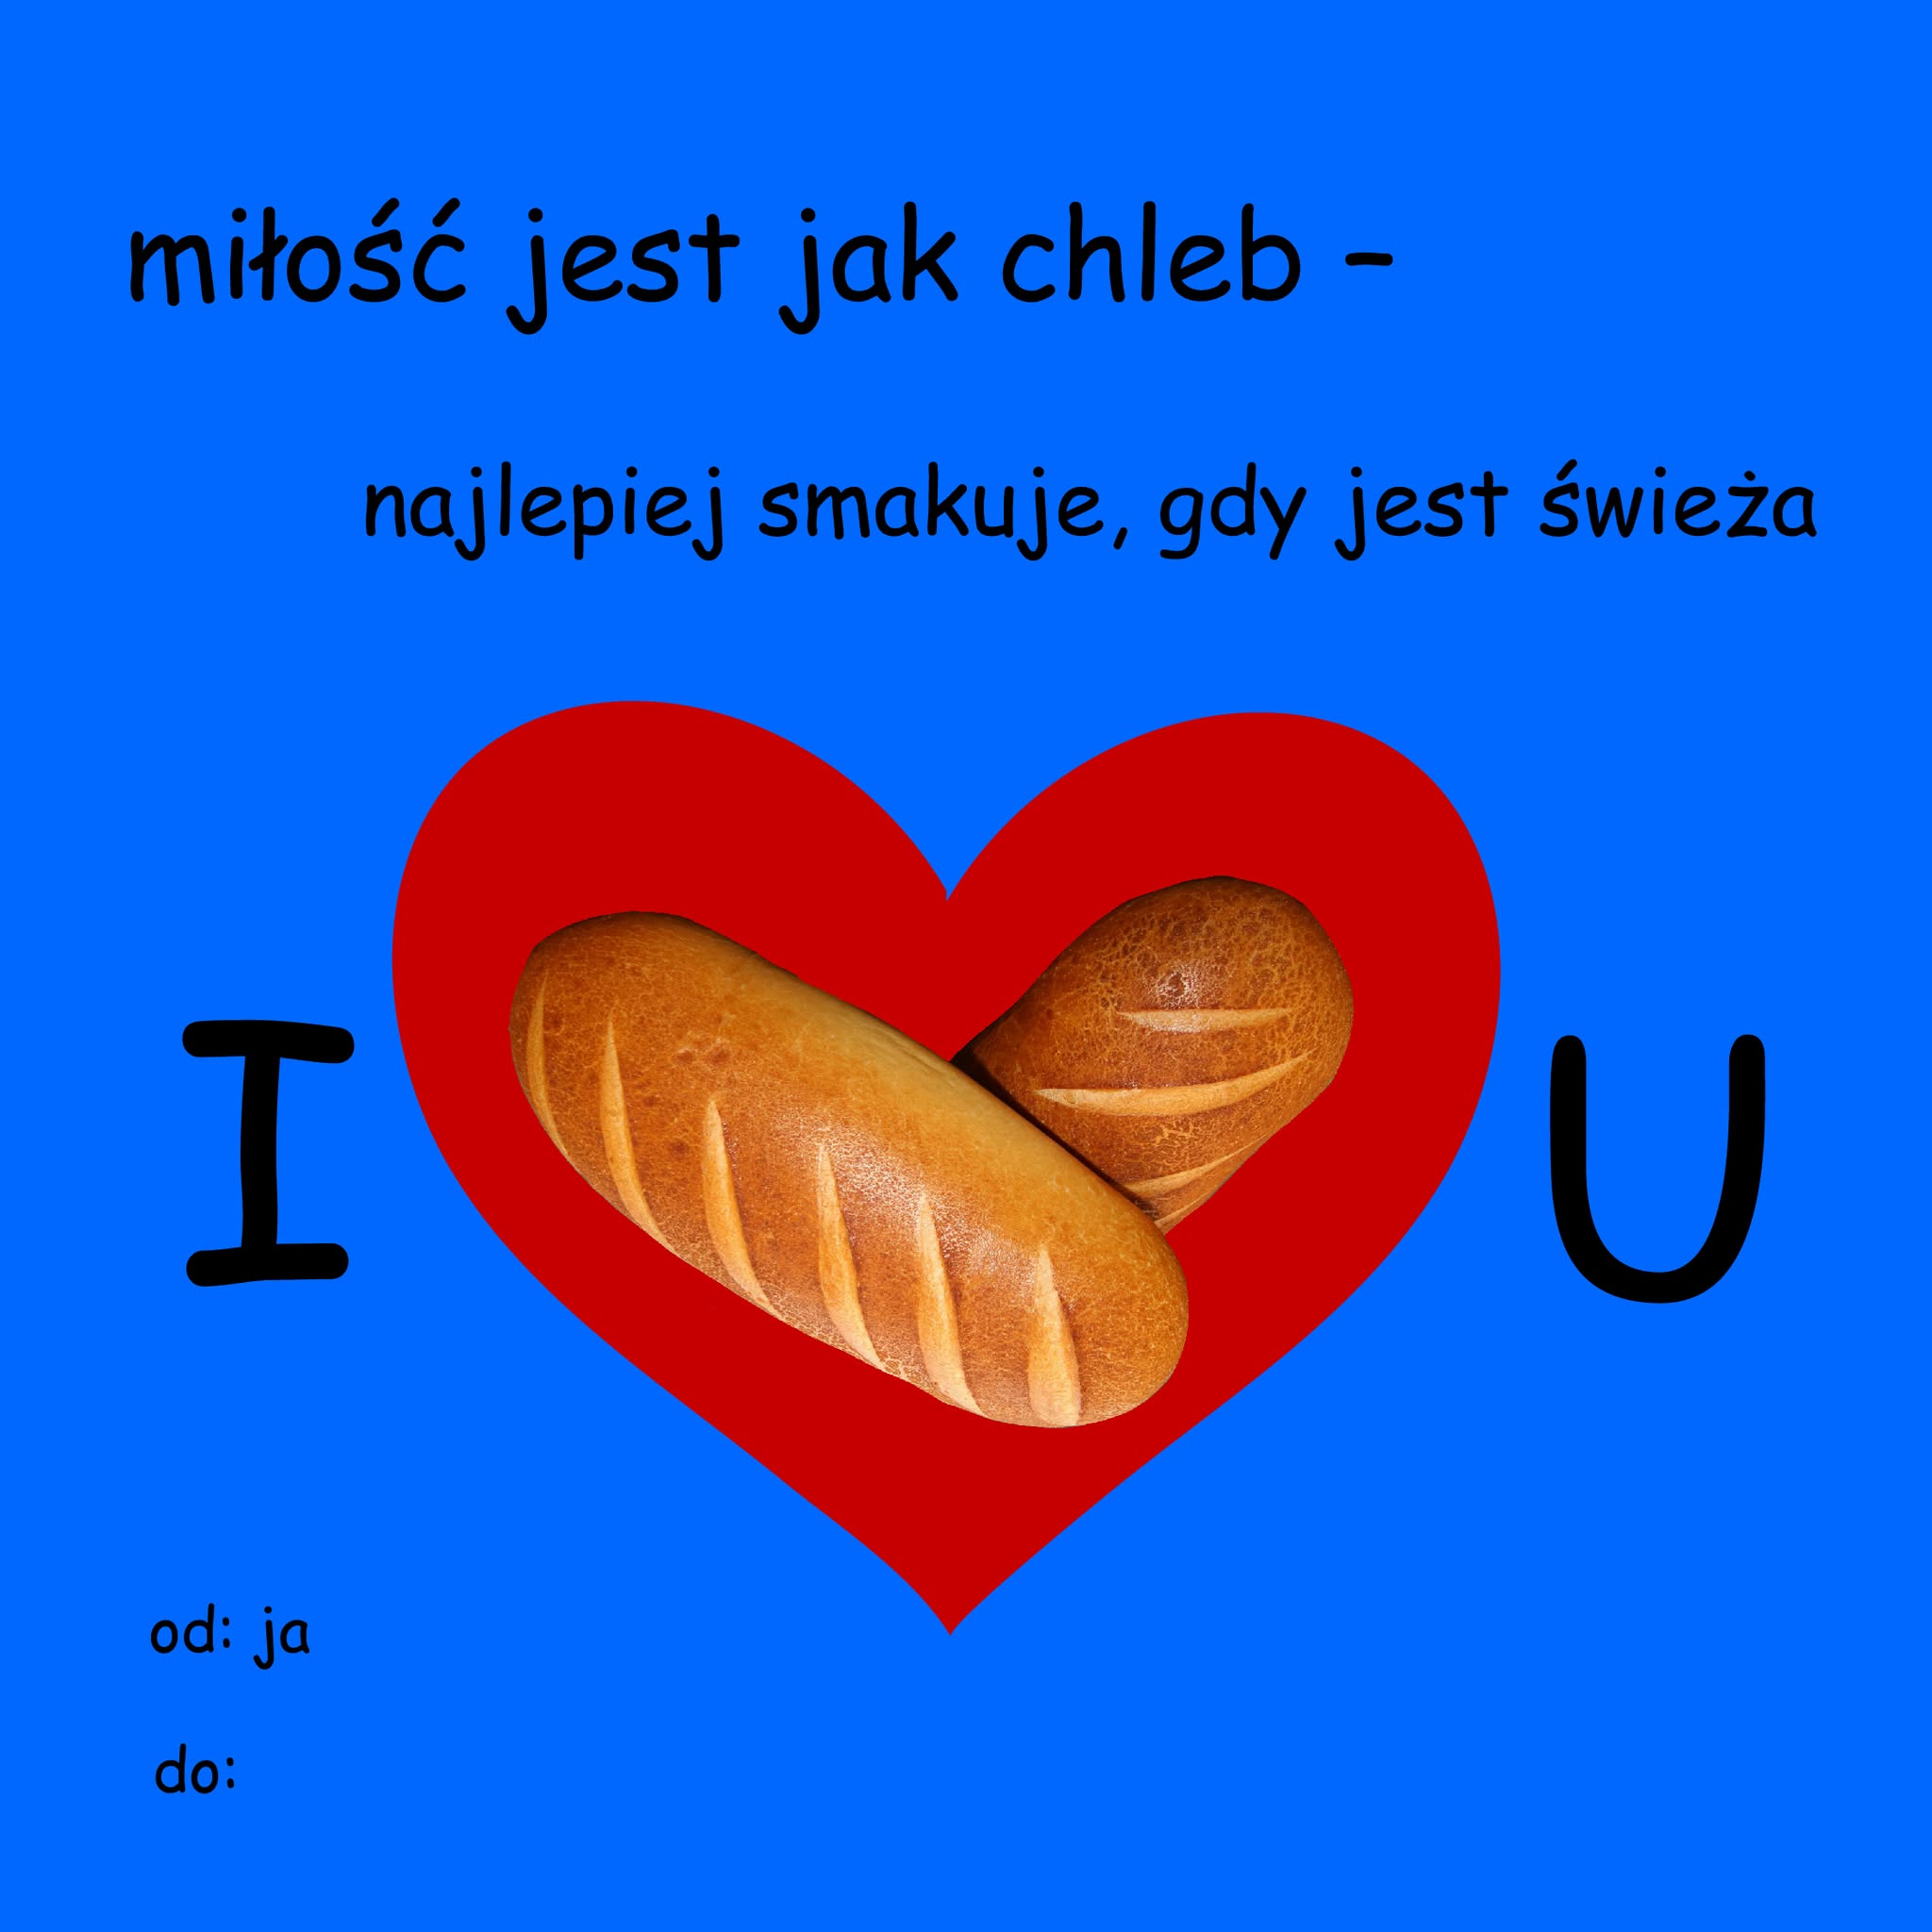 miłość jest jak chleb -
najlepiej smakuje, gdy jest świeża
I U
od: ja
do: